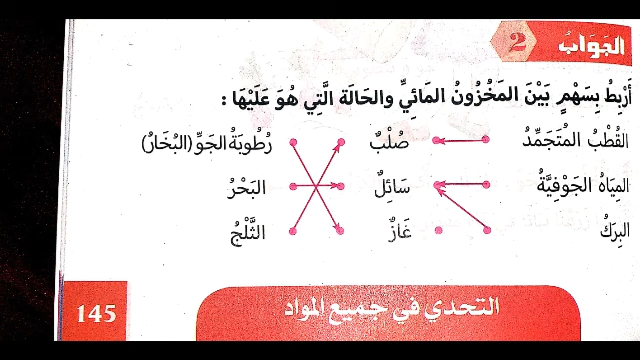 الجَوَابُ 2
أَرْبِطُ بِسَهْمٍ بَيْنَ المَخْزُونُ المَائِيِّ والحَالَة الَّتِي هُوَ عَلَيْهَا :
القُطْبُ المُتَجَمِّدُ صُلْبٌ رُطُوبَةُ الجَوِّ (البُخَارُ)
المِيَاهُ الجَوْفِيَّةُ سَائِلٌ البَحْرُ
البِرَكُ غَازٌ الثَّلْجُ
التحدي في جميع المواد
145